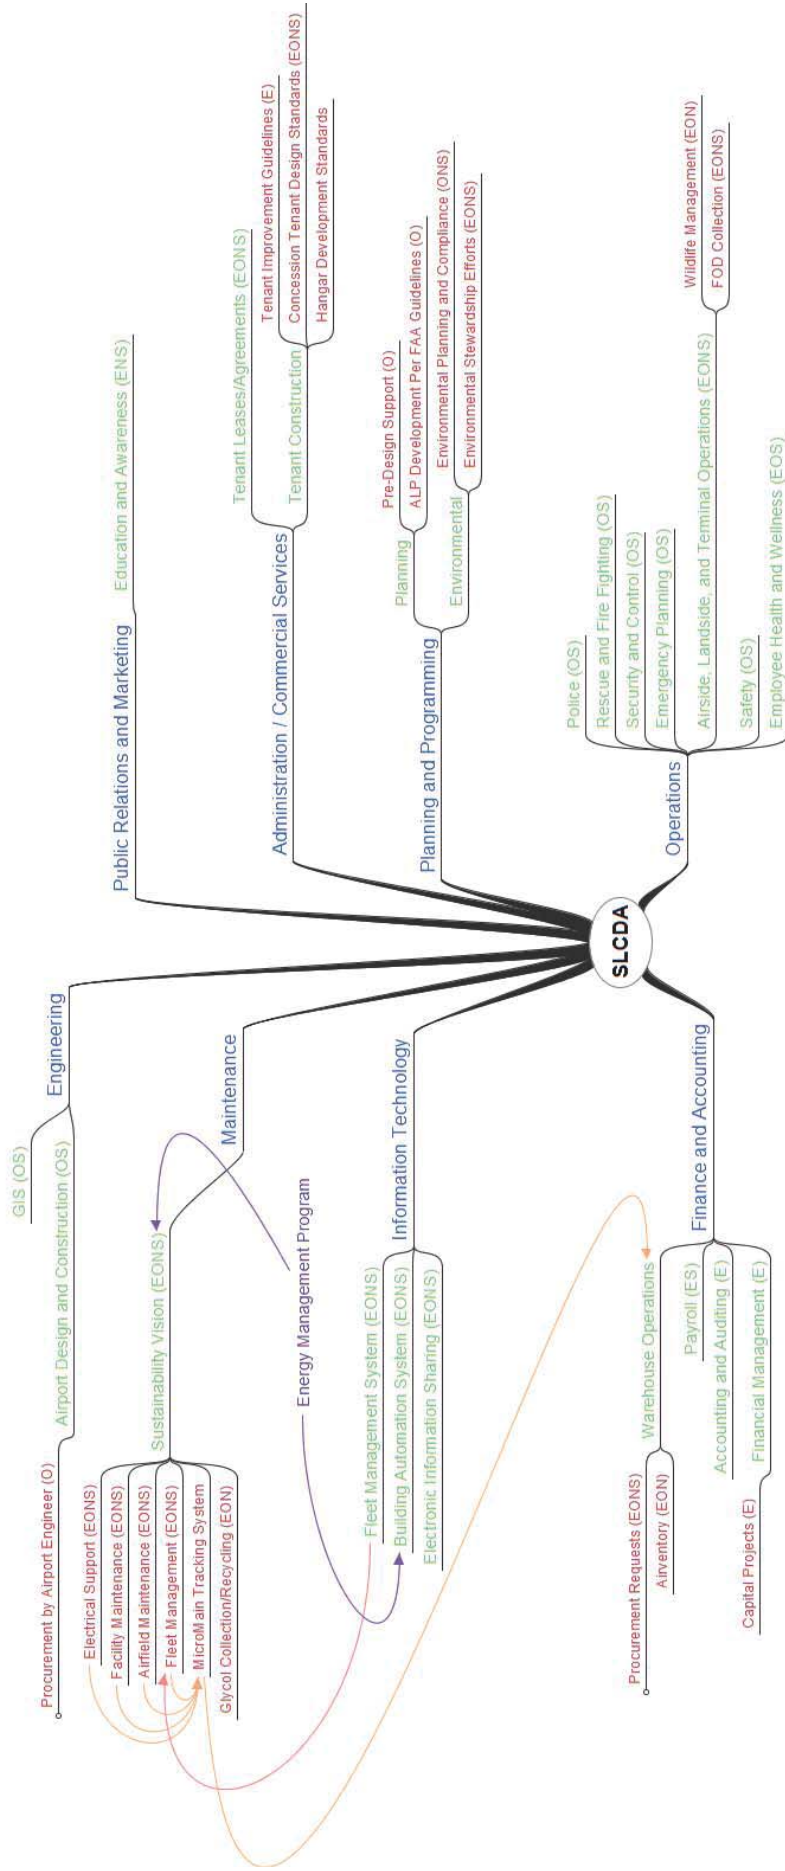 SLCDA
Engineering
GIS (OS)
Airport Design and Construction (OS)
Procurement by Airport Engineer (O)
Maintenance
Sustainability Vision (EONS)
Electrical Support (EONS)
Facility Maintenance (EONS)
Airfield Maintenance (EONS)
Fleet Management (EONS)
MicroMain Tracking System
Glycol Collection/Recycling (EON)
Energy Management Program
Information Technology
Fleet Management System (EONS)
Building Automation System (EONS)
Electronic Information Sharing (EONS)
Finance and Accounting
Warehouse Operations
Procurement Requests (EONS)
Airventory (EON)
Payroll (ES)
Accounting and Auditing (E)
Financial Management (E)
Capital Projects (E)
Public Relations and Marketing
Education and Awareness (ENS)
Administration / Commercial Services
Tenant Leases/Agreements (EONS)
Tenant Construction
Tenant Improvement Guidelines (E)
Concession Tenant Design Standards (EONS)
Hangar Development Standards
Planning and Programming
Planning
Pre-Design Support (O)
ALP Development Per FAA Guidelines (O)
Environmental
Environmental Planning and Compliance (ONS)
Environmental Stewardship Efforts (EONS)
Operations
Police (OS)
Rescue and Fire Fighting (OS)
Security and Control (OS)
Emergency Planning (OS)
Airside, Landside, and Terminal Operations (EONS)
Wildlife Management (EON)
FOD Collection (EONS)
Safety (OS)
Employee Health and Wellness (EOS)